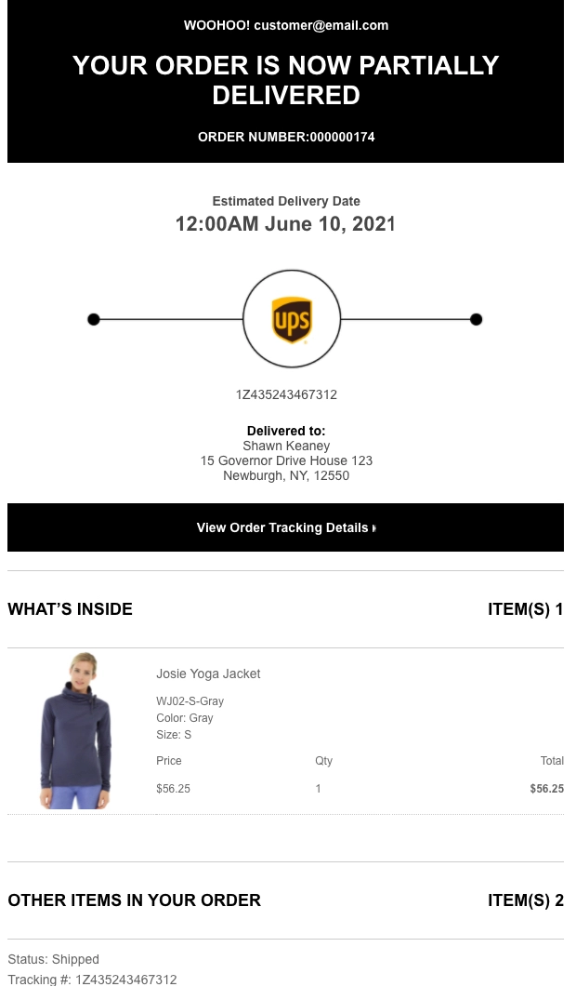 WOOHOO! customer@email.com
YOUR ORDER IS NOW PARTIALLY
DELIVERED
ORDER NUMBER:000000174
Estimated Delivery Date
12:00AM June 10, 2021
ups
1Z435243467312
Delivered to:
Shawn Keaney
15 Governor Drive House 123
Newburgh, NY, 12550
View Order Tracking Details
WHAT’S INSIDE ITEM(S) 1
Josie Yoga Jacket
WJ02-S-Gray
Color: Gray
Size: S
Price Qty Total
$56.25 1 $56.25
OTHER ITEMS IN YOUR ORDER ITEM(S) 2
Status: Shipped
Tracking #: 1Z435243467312